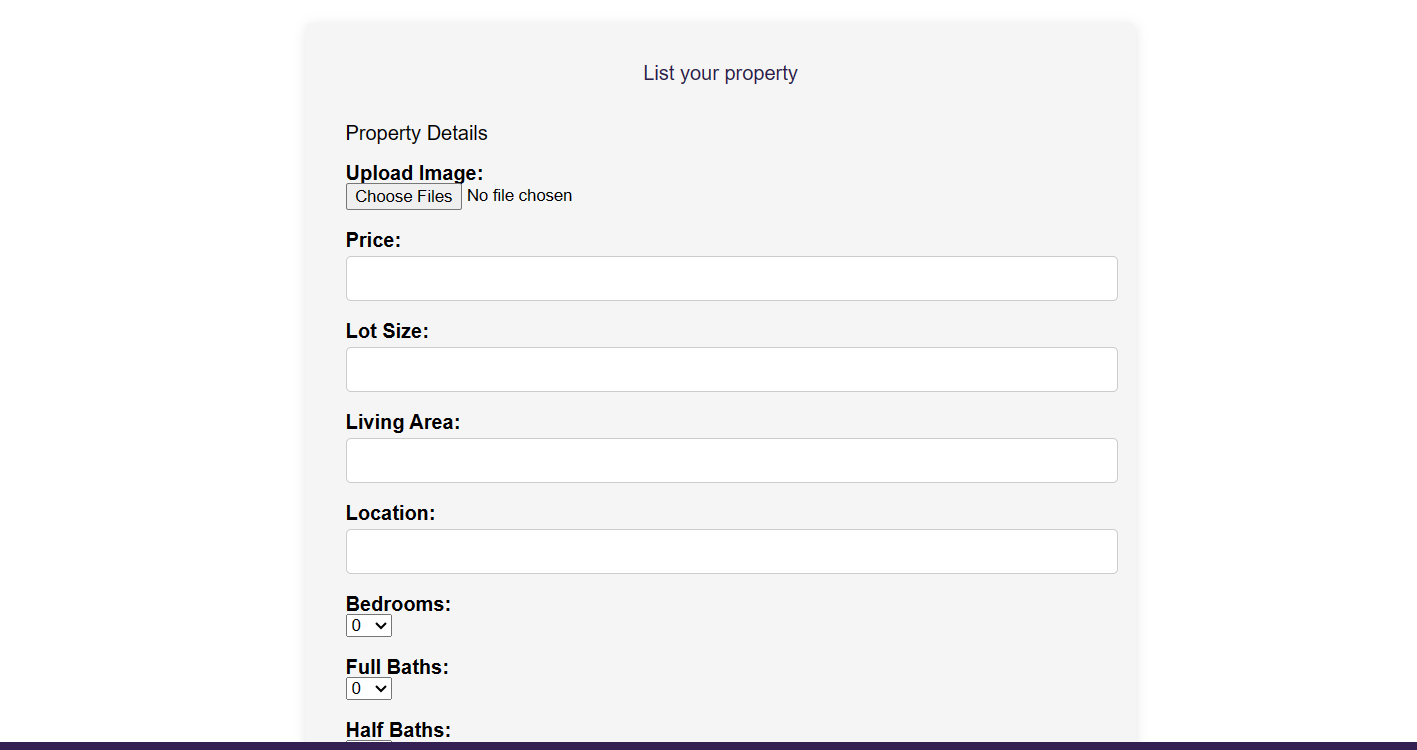 List your property
Property Details
Upload Image:
Choose Files No file chosen
Price:
Lot Size:
Living Area:
Location:
Bedrooms:
0
Full Baths:
0
Half Baths: